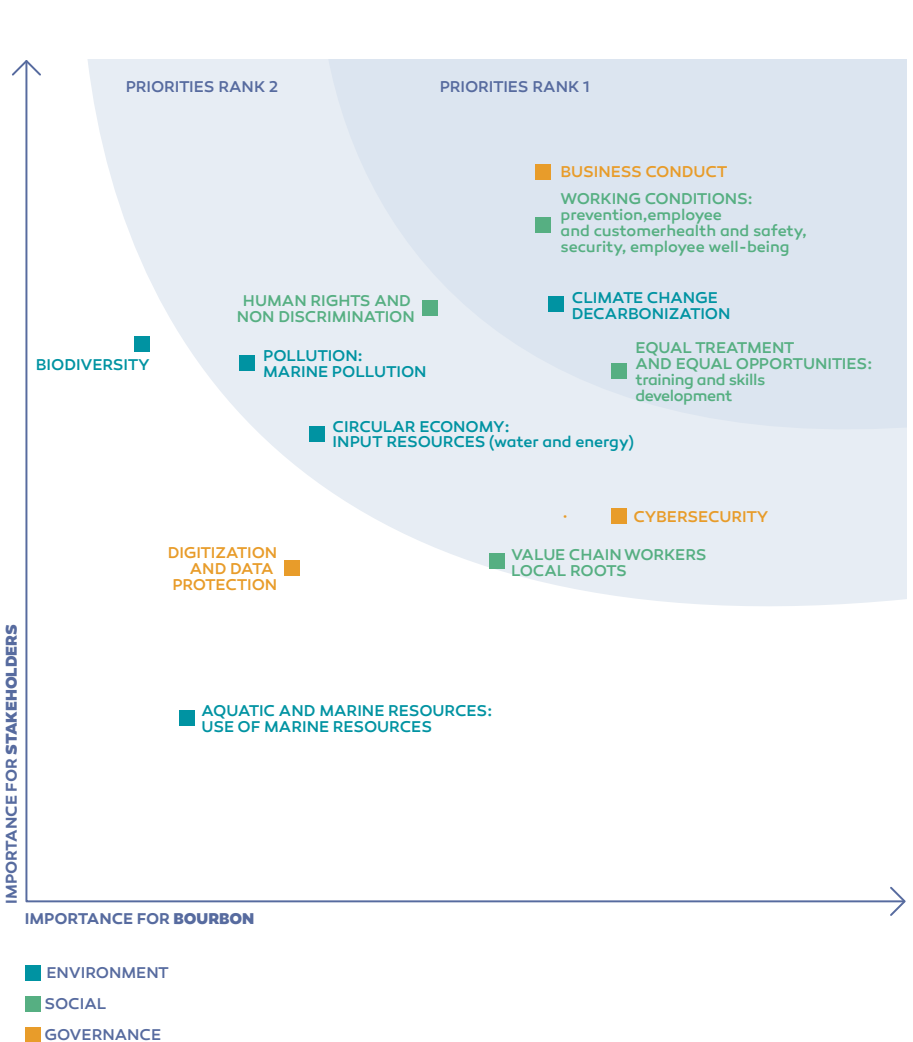 PRIORITIES RANK 2
PRIORITIES RANK 1
BUSINESS CONDUCT
WORKING CONDITIONS:
prevention,employee
and customerhealth and safety,
security, employee well-being
HUMAN RIGHTS AND
NON DISCRIMINATION
CLIMATE CHANGE
DECARBONIZATION
BIODIVERSITY
POLLUTION:
MARINE POLLUTION
EQUAL TREATMENT
AND EQUAL OPPORTUNITIES:
training and skills
development
CIRCULAR ECONOMY:
INPUT RESOURCES (water and energy)
CYBERSECURITY
DIGITIZATION
AND DATA
PROTECTION
VALUE CHAIN WORKERS
LOCAL ROOTS
AQUATIC AND MARINE RESOURCES:
USE OF MARINE RESOURCES
IMPORTANCE FOR STAKEHOLDERS
IMPORTANCE FOR BOURBON
ENVIRONMENT
SOCIAL
GOVERNANCE